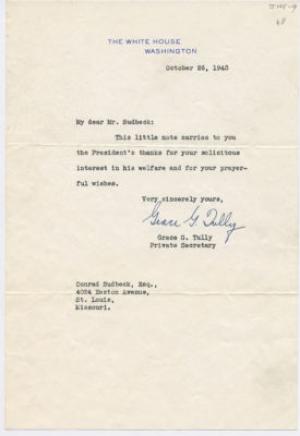 THE WHITE HOUSE
WASHINGTON
October 26, 1943
My dear Mr. Sudbeck:
This little note carries to you
the President's thanks for your solicitous
interest in his welfare and for your prayer-
ful wishes.
Very sincerely yours,
Grace G. Tully
Grace G. Tully
Private Secretary
Conrad Sudbeck, Esq.,
4024 Easton Avenue,
St. Louis,
Missouri.